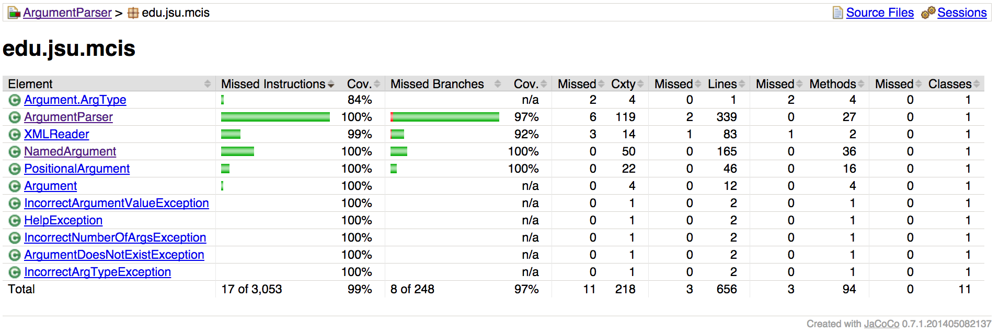 ArgumentParser > edu.jsu.mcis Source Files Sessions
edu.jsu.mcis
Element Missed Instructions Cov. Missed Branches Cov. Missed Cxty Missed Lines Missed Methods Missed Classes
Argument.ArgType 84% n/a 2 4 0 1 2 4 0 1
ArgumentParser 100% 97% 6 119 2 339 0 27 0 1
XMLReader 99% 92% 3 14 1 83 1 2 0 1
NamedArgument 100% 100% 0 50 0 165 0 36 0 1
PositionalArgument 100% 100% 0 22 0 46 0 16 0 1
Argument 100% n/a 0 4 0 12 0 4 0 1
IncorrectArgumentValueException 100% n/a 0 1 0 2 0 1 0 1
HelpException 100% n/a 0 1 0 2 0 1 0 1
IncorrectNumberOfArgsException 100% n/a 0 1 0 2 0 1 0 1
ArgumentDoesNotExistException 100% n/a 0 1 0 2 0 1 0 1
IncorrectArgTypeException 100% n/a 0 1 0 2 0 1 0 1
Total 17 of 3,053 99% 8 of 248 97% 11 218 3 656 3 94 0 11
Created with JaCoCo 0.7.1.201405082137